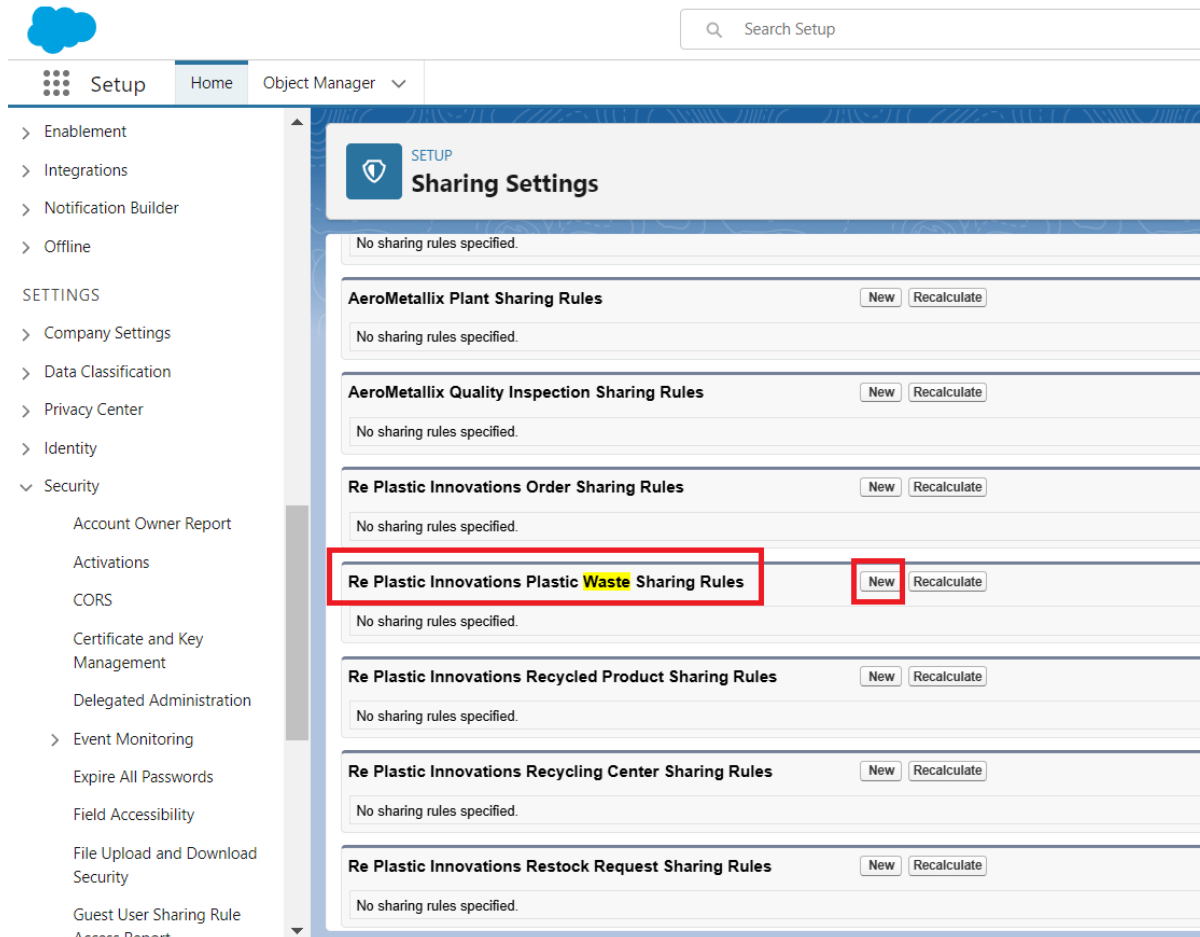 Search Setup
Setup
Home
Object Manager
Enablement
Integrations
Notification Builder
Offline
SETTINGS
Company Settings
Data Classification
Privacy Center
Identity
Security
Account Owner Report
Activations
CORS
Certificate and Key
Management
Delegated Administration
Event Monitoring
Expire All Passwords
Field Accessibility
File Upload and Download
Security
Guest User Sharing Rule
Access Report
SETUP
Sharing Settings
No sharing rules specified.
AeroMetallix Plant Sharing Rules New Recalculate
No sharing rules specified.
AeroMetallix Quality Inspection Sharing Rules New Recalculate
No sharing rules specified.
Re Plastic Innovations Order Sharing Rules New Recalculate
No sharing rules specified.
Re Plastic Innovations Plastic Waste Sharing Rules New Recalculate
No sharing rules specified.
Re Plastic Innovations Recycled Product Sharing Rules New Recalculate
No sharing rules specified.
Re Plastic Innovations Recycling Center Sharing Rules New Recalculate
No sharing rules specified.
Re Plastic Innovations Restock Request Sharing Rules New Recalculate
No sharing rules specified.